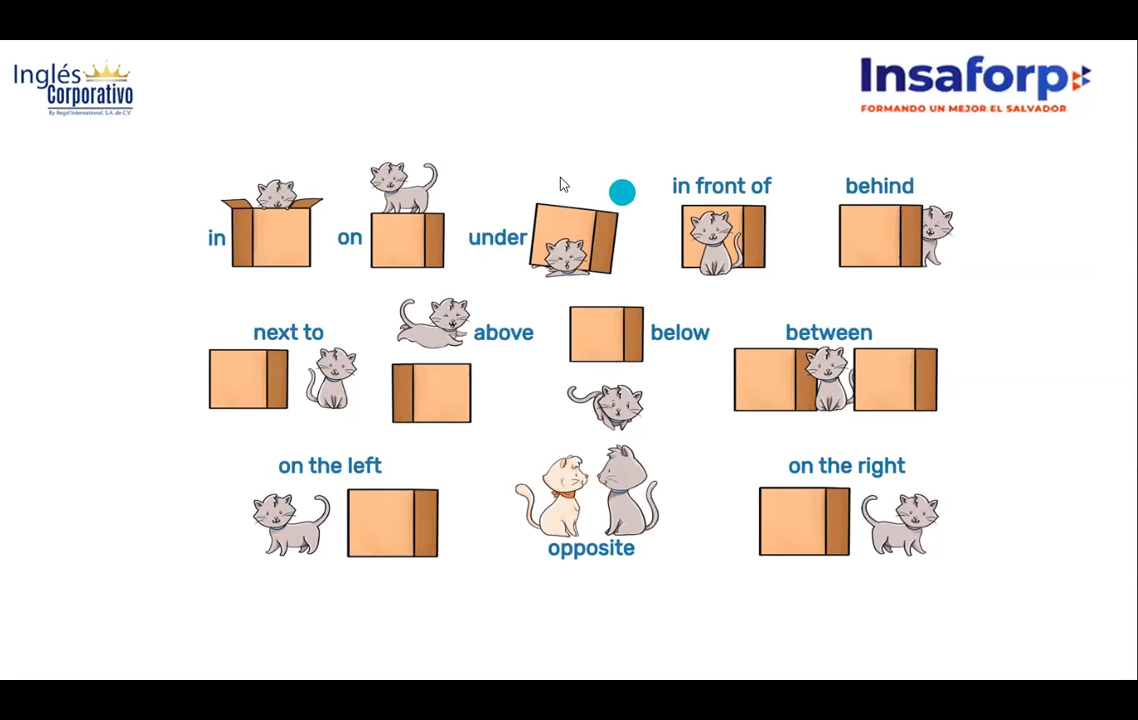 Inglés
Corporativo
By Regal International, S.A. de C.V.
Insaforp
FORMANDO UN MEJOR EL SALVADOR
in
on
under
in front of
behind
next to
above
below
between
on the left
opposite
on the right